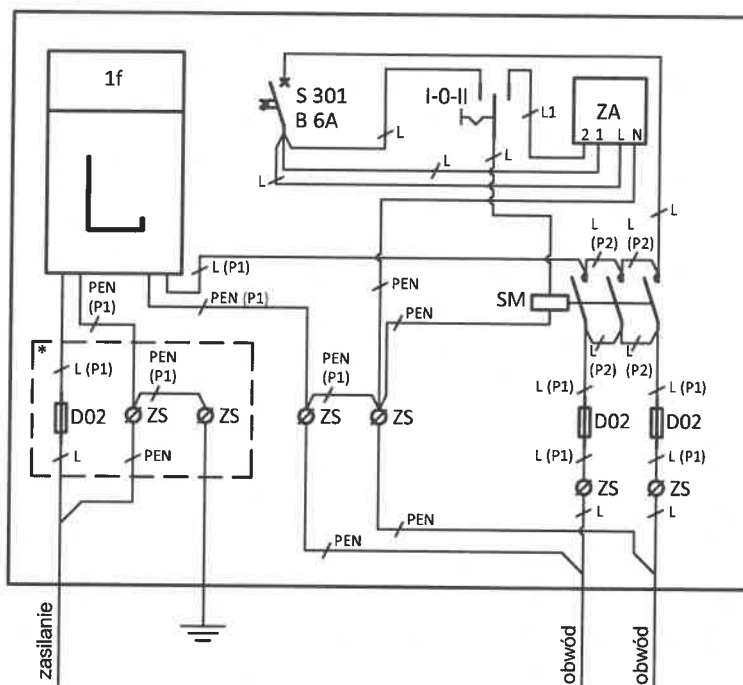 1f
S 301
B 6A
I-0-II
ZA
2 1 L N
L
L1
L
L
L
L
L
L (P1)
L
(P2)
L
(P2)
PEN
(P1)
PEN (P1)
PEN
SM
PEN
*
L (P1)
PEN
(P1)
PEN
(P1)
L
(P2)
L
(P2)
L (P1)
L (P1)
D02
ZS
ZS
ZS
ZS
D02
D02
L
PEN
L (P1)
L (P1)
ZS
ZS
L
L
PEN
PEN
zasilanie
obwód
obwód